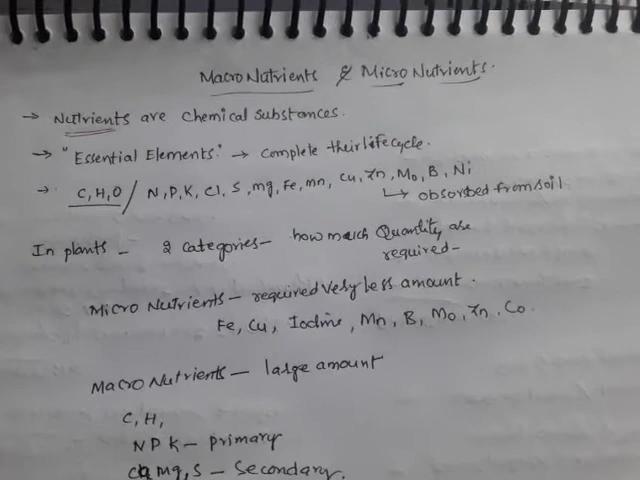 Macro Nutrients & Micro Nutrients.
→ Nutrients are chemical substances.
→ "Essential Elements." → complete their life cycle.
→ C, H, O / N, P, K, Cl, S, mg, Fe, mn, Cu, Zn, Mo, B, Ni
↳ absorbed from soil
In plants - 2 categories - how much Quantity are
required -
Micro Nutrients - required very less amount.
Fe, Cu, Iodine, Mn, B, Mo, Zn, Co.
Macro Nutrients - large amount
C, H,
N P K - primary
Mg, S - Secondary.